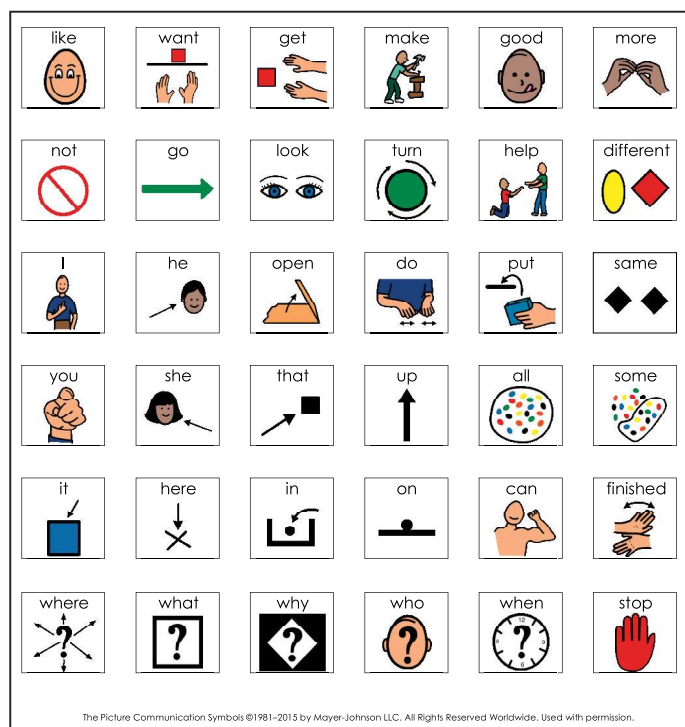 like want get make good more
not go look turn help different
I he open do put same
you she that up all some
it here in on can finished
where what why who when stop
? ? ? ? 12 ? 6
The Picture Communication Symbols ©1981–2015 by Mayer-Johnson LLC. All Rights Reserved Worldwide. Used with permission.